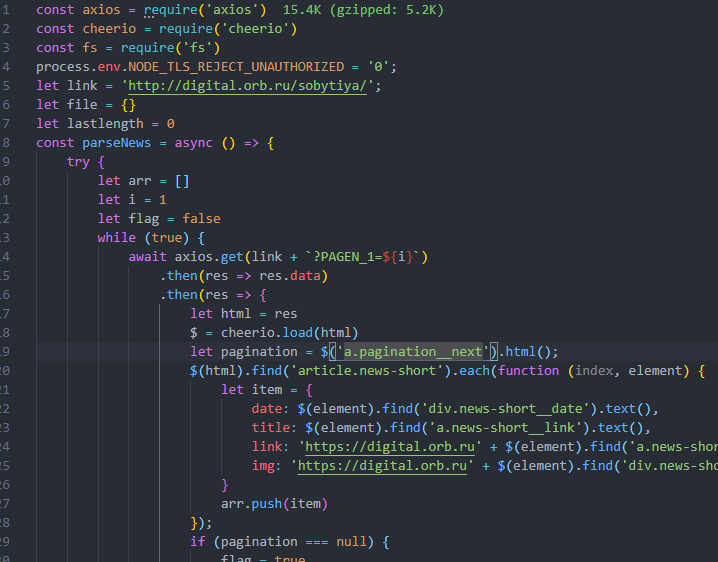 1 const axios = require('axios') 15.4K (gzipped: 5.2K)
2 const cheerio = require('cheerio')
3 const fs = require('fs')
4 process.env.NODE_TLS_REJECT_UNAUTHORIZED = '0';
5 let link = 'http://digital.orb.ru/sobytiya/';
6 let file = {}
7 let lastlength = 0
8 const parseNews = async () => {
9 try {
10 let arr = []
11 let i = 1
12 let flag = false
13 while (true) {
14 await axios.get(link + `?PAGEN_1=${i}`)
15 .then(res => res.data)
16 .then(res => {
17 let html = res
18 $ = cheerio.load(html)
19 let pagination = $('a.pagination__next').html();
20 $(html).find('article.news-short').each(function (index, element) {
21 let item = {
22 date: $(element).find('div.news-short__date').text(),
23 title: $(element).find('a.news-short__link').text(),
24 link: 'https://digital.orb.ru' + $(element).find('a.news-shor
25 img: 'https://digital.orb.ru' + $(element).find('div.news-sho
26 }
27 arr.push(item)
28 });
29 if (pagination === null) {
30 flag = true